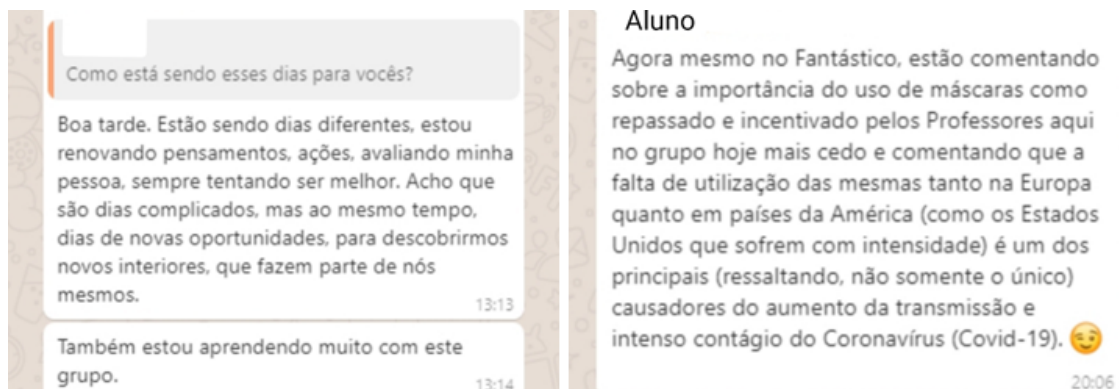 Como está sendo esses dias para vocês?
Boa tarde. Estão sendo dias diferentes, estou
renovando pensamentos, ações, avaliando minha
pessoa, sempre tentando ser melhor. Acho que
são dias complicados, mas ao mesmo tempo,
dias de novas oportunidades, para descobrirmos
novos interiores, que fazem parte de nós
mesmos.
13:13
Também estou aprendendo muito com este
grupo.
13:14
Aluno
Agora mesmo no Fantástico, estão comentando
sobre a importância do uso de máscaras como
repassado e incentivado pelos Professores aqui
no grupo hoje mais cedo e comentando que a
falta de utilização das mesmas tanto na Europa
quanto em países da América (como os Estados
Unidos que sofrem com intensidade) é um dos
principais (ressaltando, não somente o único)
causadores do aumento da transmissão e
intenso contágio do Coronavírus (Covid-19). 😉
20:06